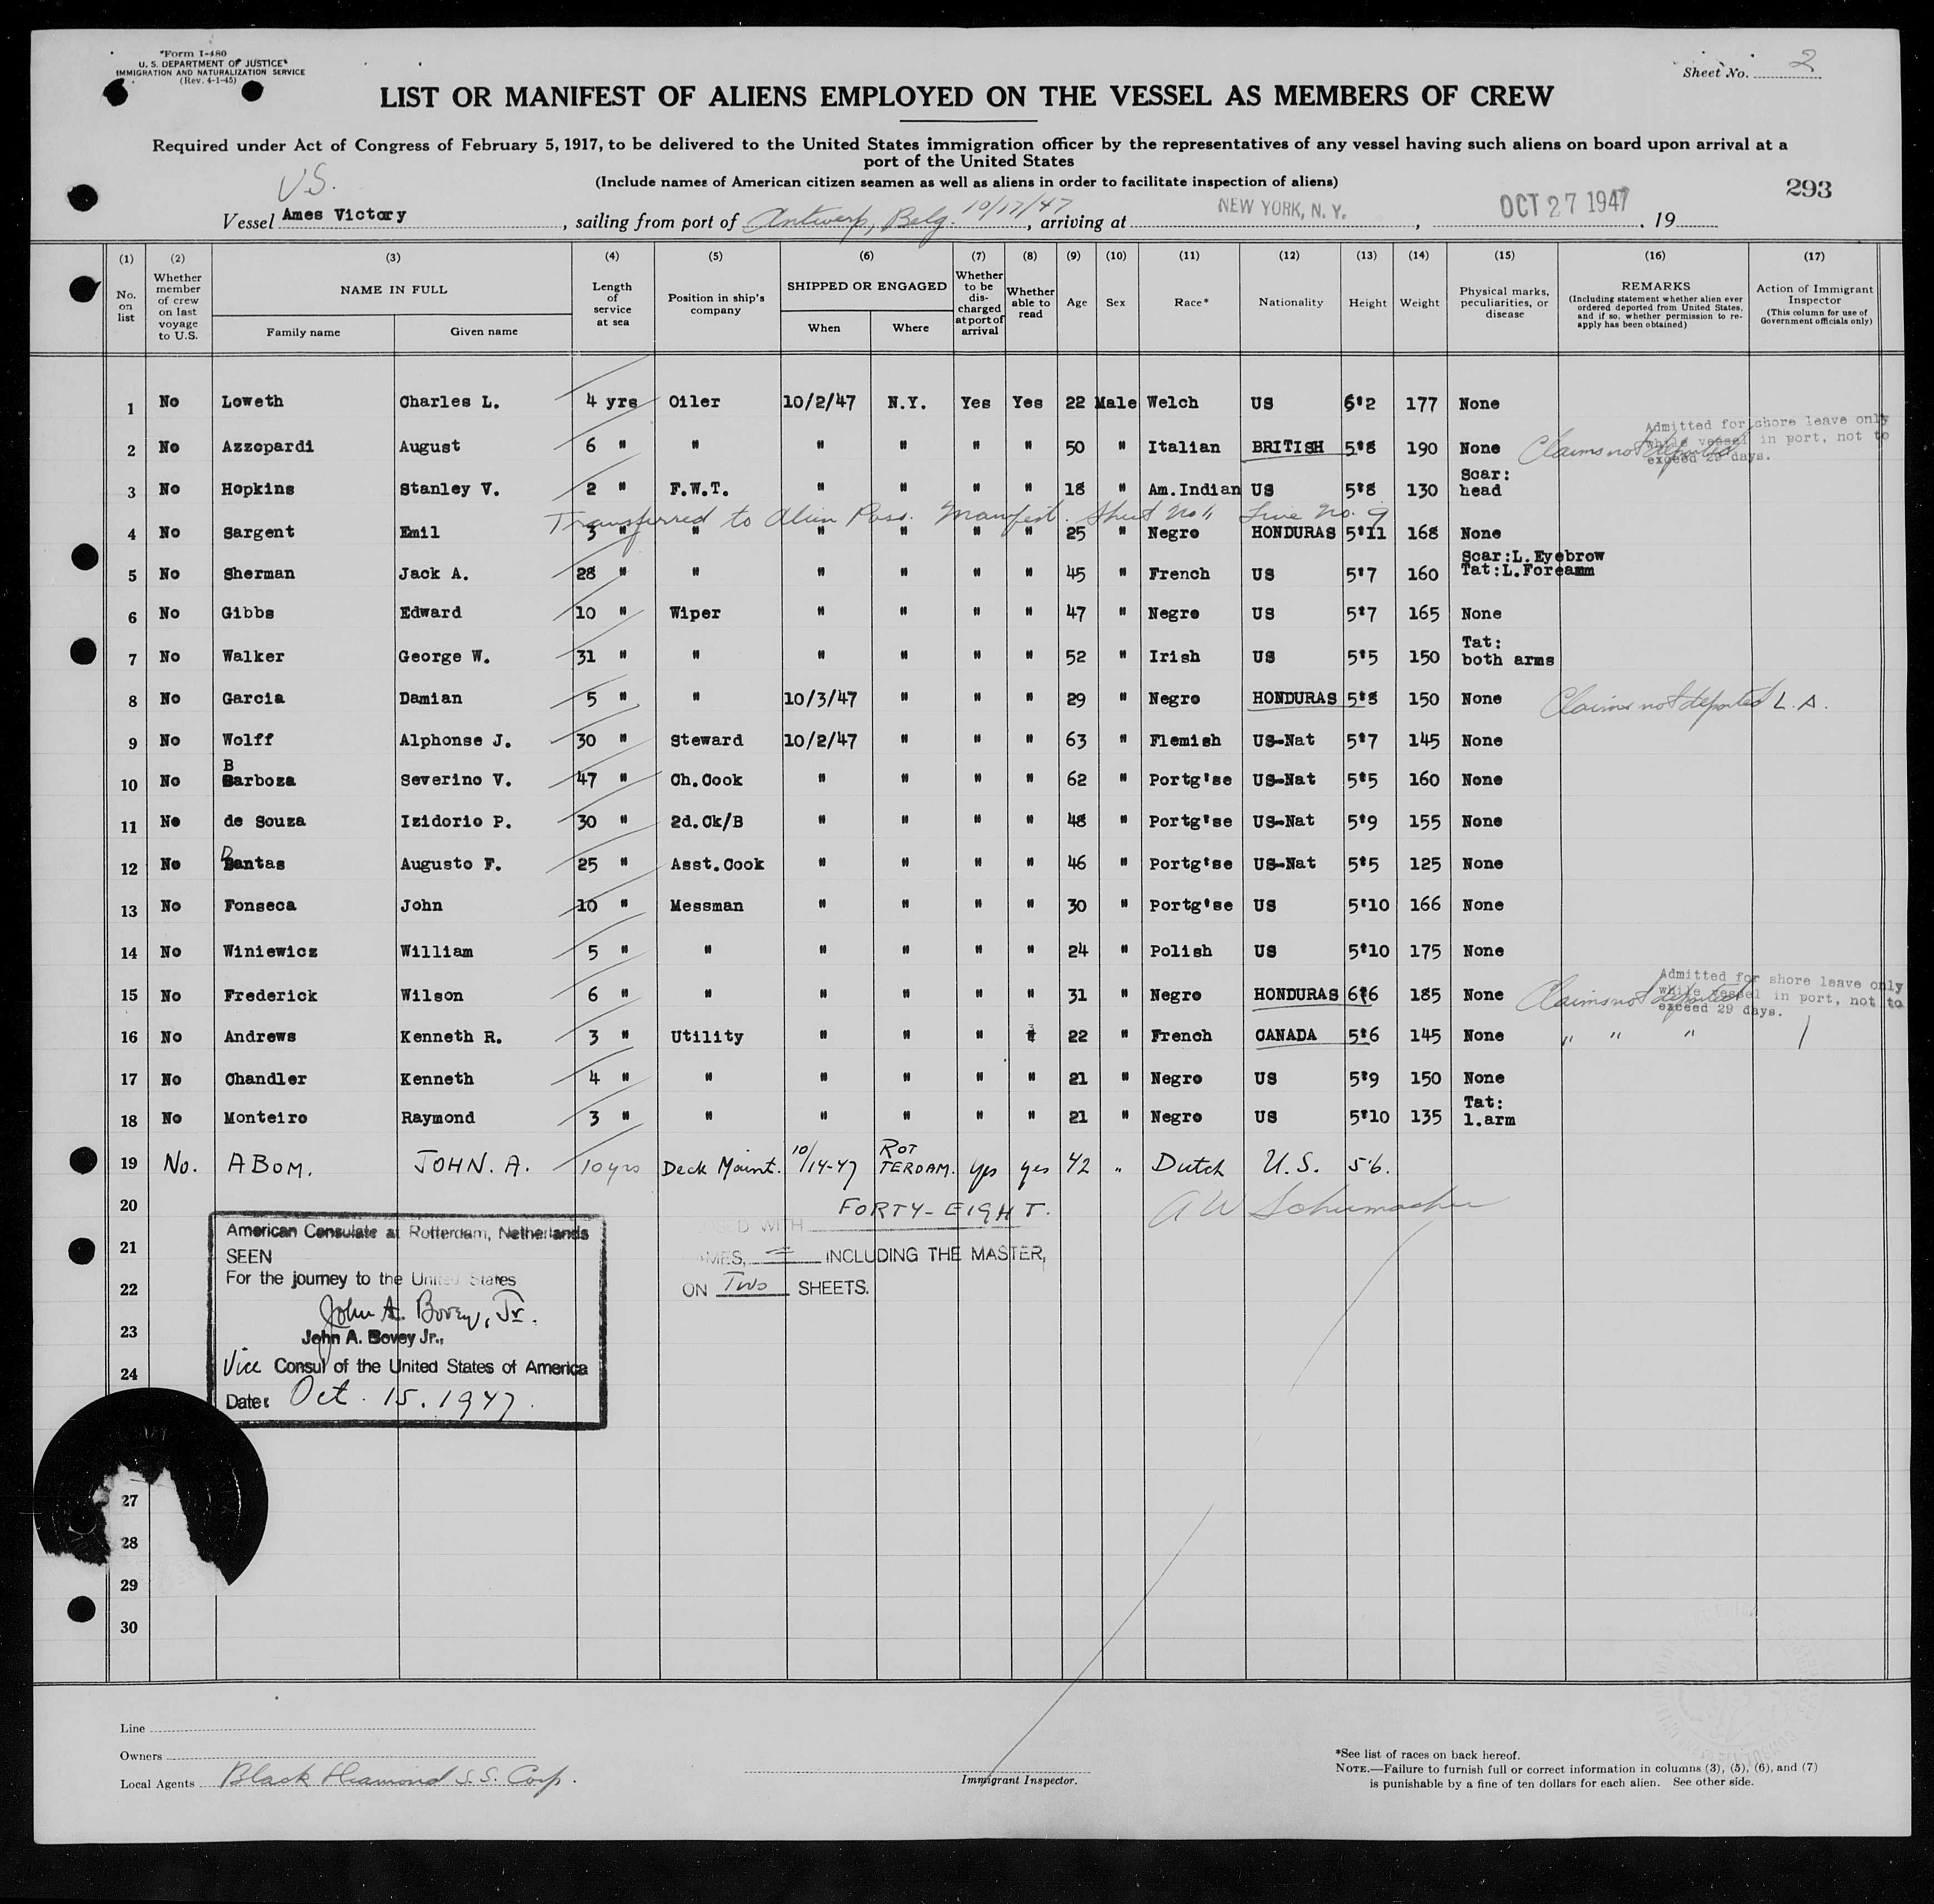 *Form I-480
U. S. DEPARTMENT OF JUSTICE
IMMIGRATION AND NATURALIZATION SERVICE
(Rev. 4-1-45)
Sheet No. 2
LIST OR MANIFEST OF ALIENS EMPLOYED ON THE VESSEL AS MEMBERS OF CREW
Required under Act of Congress of February 5, 1917, to be delivered to the United States immigration officer by the representatives of any vessel having such aliens on board upon arrival at a
port of the United States
(Include names of American citizen seamen as well as aliens in order to facilitate inspection of aliens)
293
US.
Vessel Ames Victory, sailing from port of Antwerp, Belg. 10/17/47, arriving at NEW YORK, N. Y., OCT 27 1947, 19
(1) (2) (3) (4) (5) (6) (7) (8) (9) (10) (11) (12) (13) (14) (15) (16) (17)
No. on list
Whether member of crew on last voyage to U.S.
NAME IN FULL
Family name
Given name
Length of service at sea
Position in ship's company
SHIPPED OR ENGAGED
When
Where
Whether to be discharged at port of arrival
Whether able to read
Age
Sex
Race*
Nationality
Height
Weight
Physical marks, peculiarities, or disease
REMARKS
(Including statement whether alien ever ordered deported from United States, and if so, whether permission to re-apply has been obtained)
Action of Immigrant Inspector
(This column for use of Government officials only)
1 No Loweth Charles L. 4 yrs Oiler 10/2/47 N.Y. Yes Yes 22 Male Welch US 6'2 177 None
Admitted for shore leave only
while vessel in port, not to
exceed 29 days.
2 No Azzopardi August 6 " " " " " " 50 " Italian BRITISH 5'8 190 None Claims not deported
3 No Hopkins Stanley V. 2 " F.W.T. " " " " 18 " Am.Indian US 5'8 130 Scar: head
Transferred to Alien Pass. Manifest. Sheet No 1, Line No. 9
4 No Sargent Emil 3 " " " " " " 25 " Negro HONDURAS 5'11 168 None
5 No Sherman Jack A. 28 " " " " " " 45 " French US 5'7 160 Scar:L.Eyebrow Tat:L.Foreamm
6 No Gibbs Edward 10 " Wiper " " " " 47 " Negro US 5'7 165 None
7 No Walker George W. 31 " " " " " " 52 " Irish US 5'5 150 Tat: both arms
8 No Garcia Damian 5 " " 10/3/47 " " " 29 " Negro HONDURAS 5'8 150 None Claims not deported L.A.
9 No Wolff Alphonse J. 30 " Steward 10/2/47 " " " 63 " Flemish US-Nat 5'7 145 None
10 No Barboza Severino V. 47 " Ch.Cook " " " " 62 " Portg'se US-Nat 5'5 160 None
11 No de Souza Izidorio P. 30 " 2d.Ck/B " " " " 48 " Portg'se US-Nat 5'9 155 None
12 No Dantas Augusto F. 25 " Asst.Cook " " " " 46 " Portg'se US-Nat 5'5 125 None
13 No Fonseca John 10 " Messman " " " " 30 " Portg'se US 5'10 166 None
14 No Winiewicz William 5 " " " " " " 24 " Polish US 5'10 175 None
Admitted for shore leave only
while vessel in port, not to
exceed 29 days.
15 No Frederick Wilson 6 " " " " " " 31 " Negro HONDURAS 6'6 185 None Claims not deported
16 No Andrews Kenneth R. 3 " Utility " " " " 22 " French CANADA 5'6 145 None " " "
17 No Chandler Kenneth 4 " " " " " " 21 " Negro US 5'9 150 None
18 No Monteiro Raymond 3 " " " " " " 21 " Negro US 5'10 135 Tat: l.arm
19 No. ABOM. JOHN. A. 10 yrs Deck Maint. 10/14-47 ROTTERDAM. yes yes 42 " Dutch U.S. 5'6.
20
21
22
23
24
27
28
29
30
FORTY-EIGHT.
WITH
INCLUDING THE MASTER,
ON Two SHEETS.
A W Schumacher
American Consulate at Rotterdam, Netherlands
SEEN
For the journey to the United States
John A. Bovey, Jr.
John A. Bovey Jr.,
Vice Consul of the United States of America
Date: Oct. 15. 1947.
Line
Owners
Local Agents Black Diamond S.S. Corp.
Immigrant Inspector.
*See list of races on back hereof.
NOTE.—Failure to furnish full or correct information in columns (3), (5), (6), and (7)
is punishable by a fine of ten dollars for each alien. See other side.